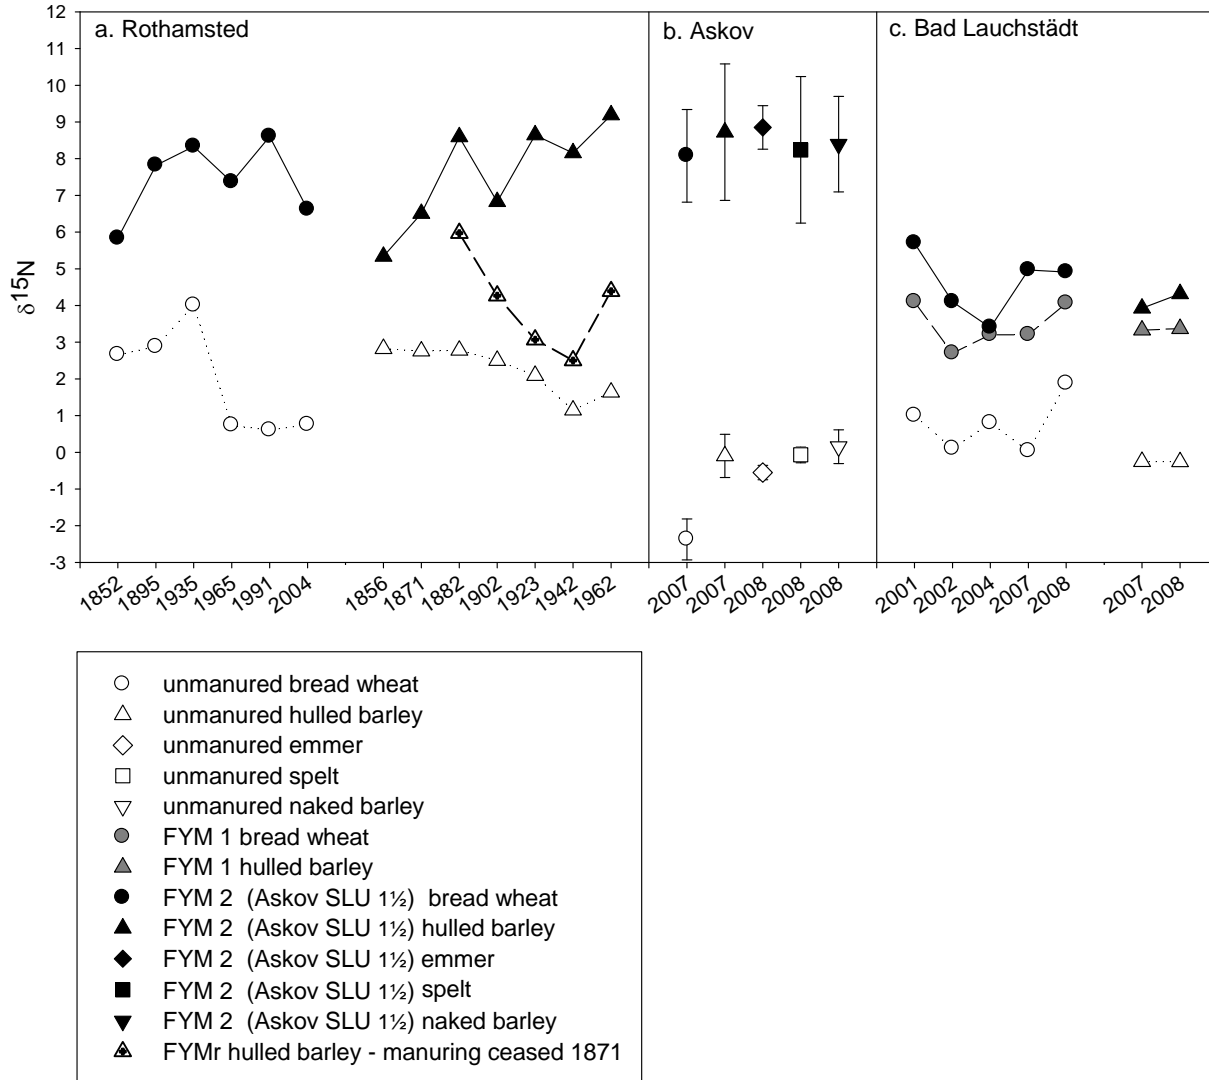 a. Rothamsted
b. Askov
c. Bad Lauchstädt
12
11
10
9
8
7
6
5
4
3
2
1
0
-1
-2
-3
δ15N
1852 1895 1935 1965 1991 2004 1856 1871 1882 1902 1923 1942 1962 2007 2007 2008 2008 2008 2001 2002 2004 2007 2008 2007 2008
unmanured bread wheat
unmanured hulled barley
unmanured emmer
unmanured spelt
unmanured naked barley
FYM 1 bread wheat
FYM 1 hulled barley
FYM 2 (Askov SLU 1½) bread wheat
FYM 2 (Askov SLU 1½) hulled barley
FYM 2 (Askov SLU 1½) emmer
FYM 2 (Askov SLU 1½) spelt
FYM 2 (Askov SLU 1½) naked barley
FYMr hulled barley - manuring ceased 1871